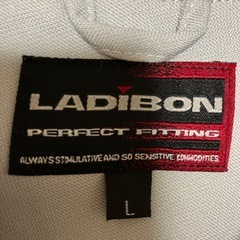 LADIBON
PERFECT FITTING
ALWAYS STIMULATIVE AND SO SENSITIVE COMMODITIES.
L